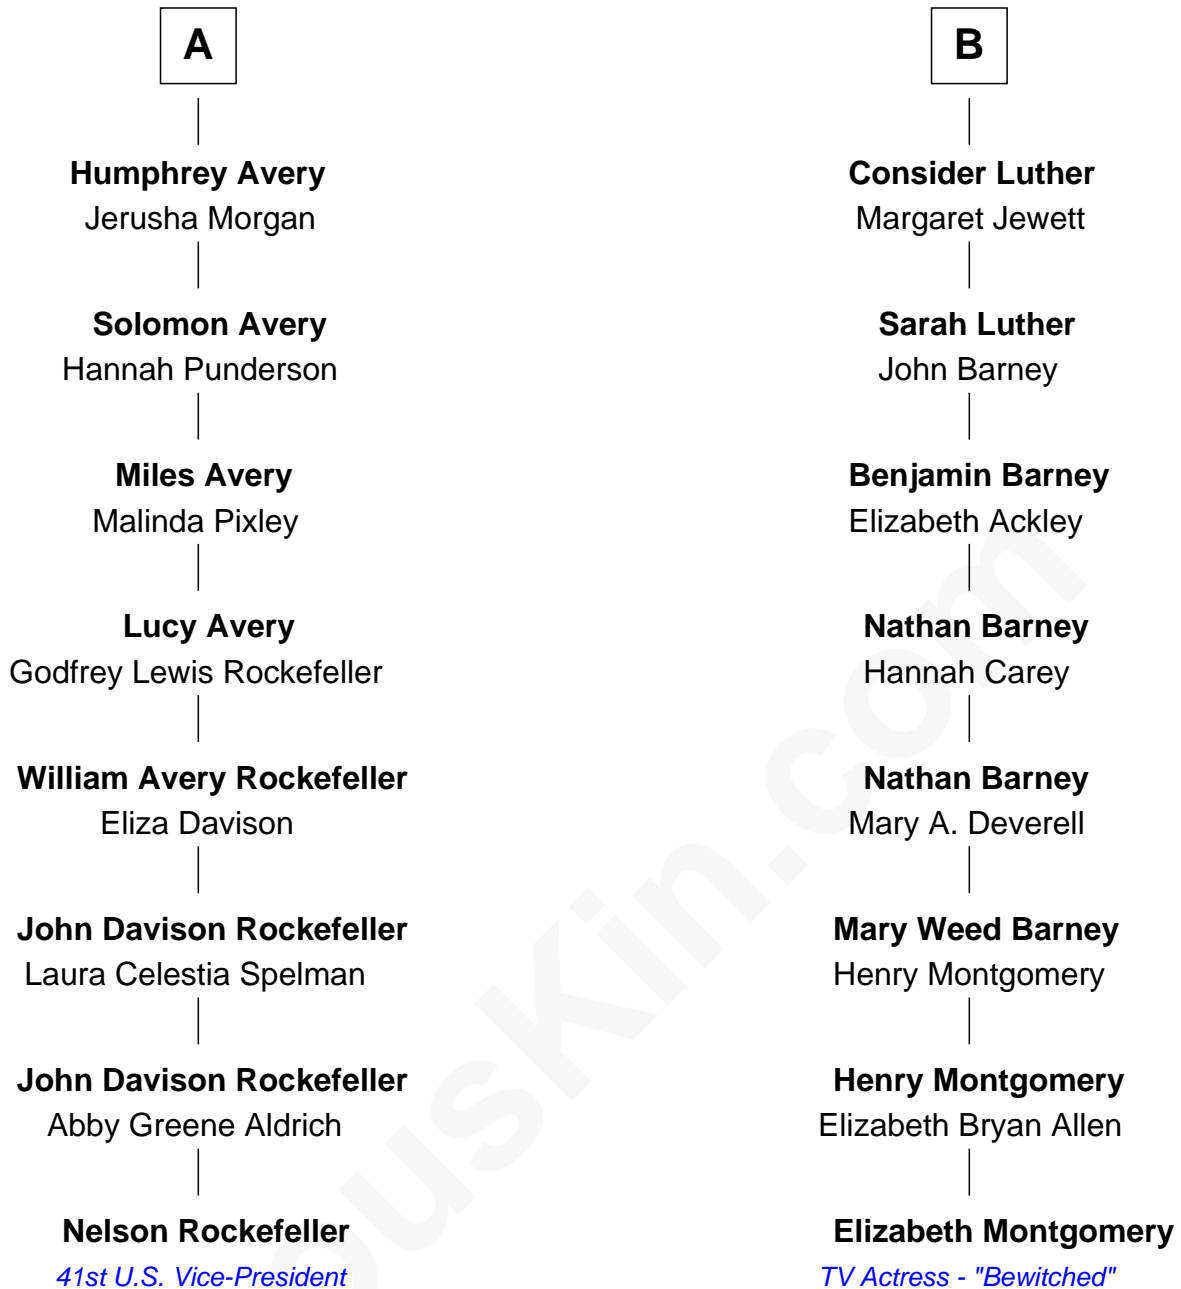 A
Humphrey Avery
Jerusha Morgan
Solomon Avery
Hannah Punderson
Miles Avery
Malinda Pixley
Lucy Avery
Godfrey Lewis Rockefeller
William Avery Rockefeller
Eliza Davison
John Davison Rockefeller
Laura Celestia Spelman
John Davison Rockefeller
Abby Greene Aldrich
Nelson Rockefeller
41st U.S. Vice-President
B
Consider Luther
Margaret Jewett
Sarah Luther
John Barney
Benjamin Barney
Elizabeth Ackley
Nathan Barney
Hannah Carey
Nathan Barney
Mary A. Deverell
Mary Weed Barney
Henry Montgomery
Henry Montgomery
Elizabeth Bryan Allen
Elizabeth Montgomery
TV Actress - "Bewitched"
ousKin.com